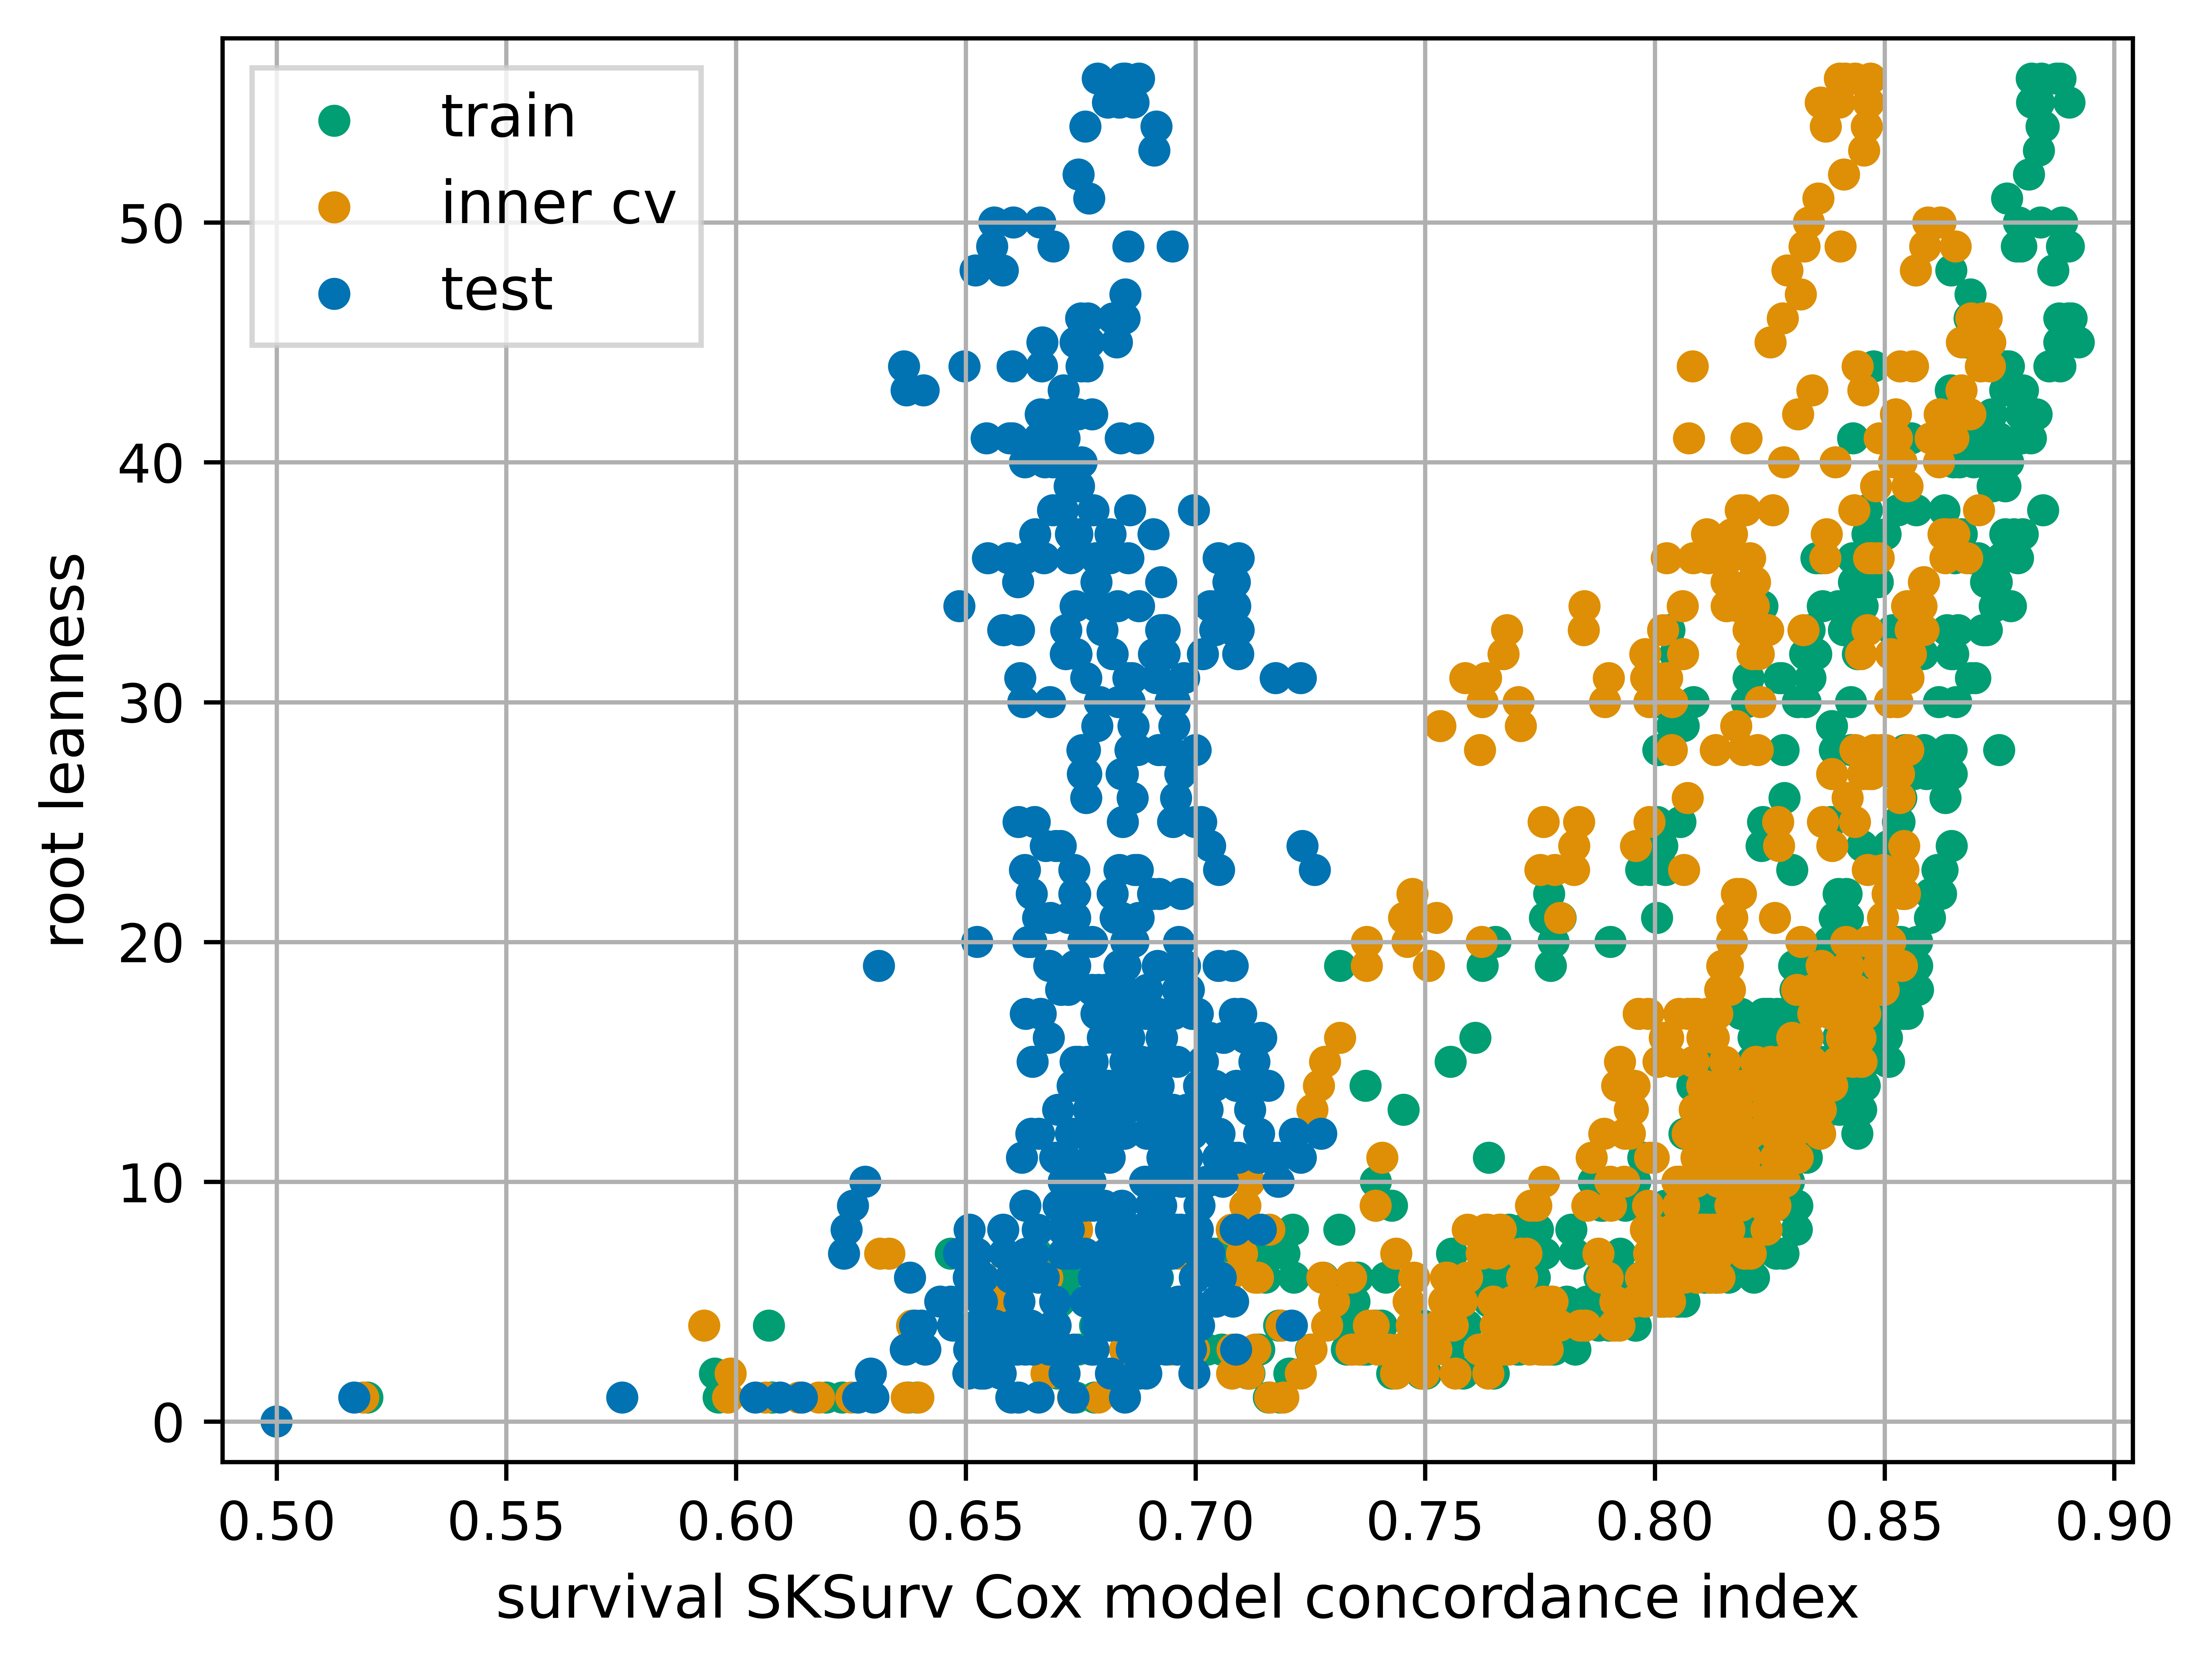 train
inner cv
test
50
40
30
20
10
0
root leanness
0.50 0.55 0.60 0.65 0.70 0.75 0.80 0.85 0.90
survival SKSurv Cox model concordance index